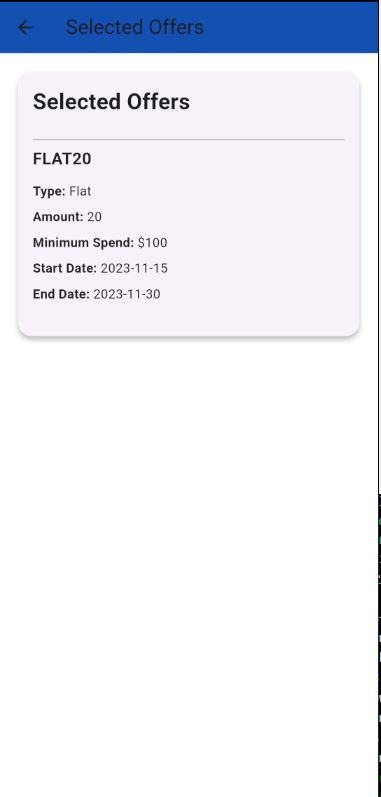 Selected Offers
Selected Offers
FLAT20
Type: Flat
Amount: 20
Minimum Spend: $100
Start Date: 2023-11-15
End Date: 2023-11-30